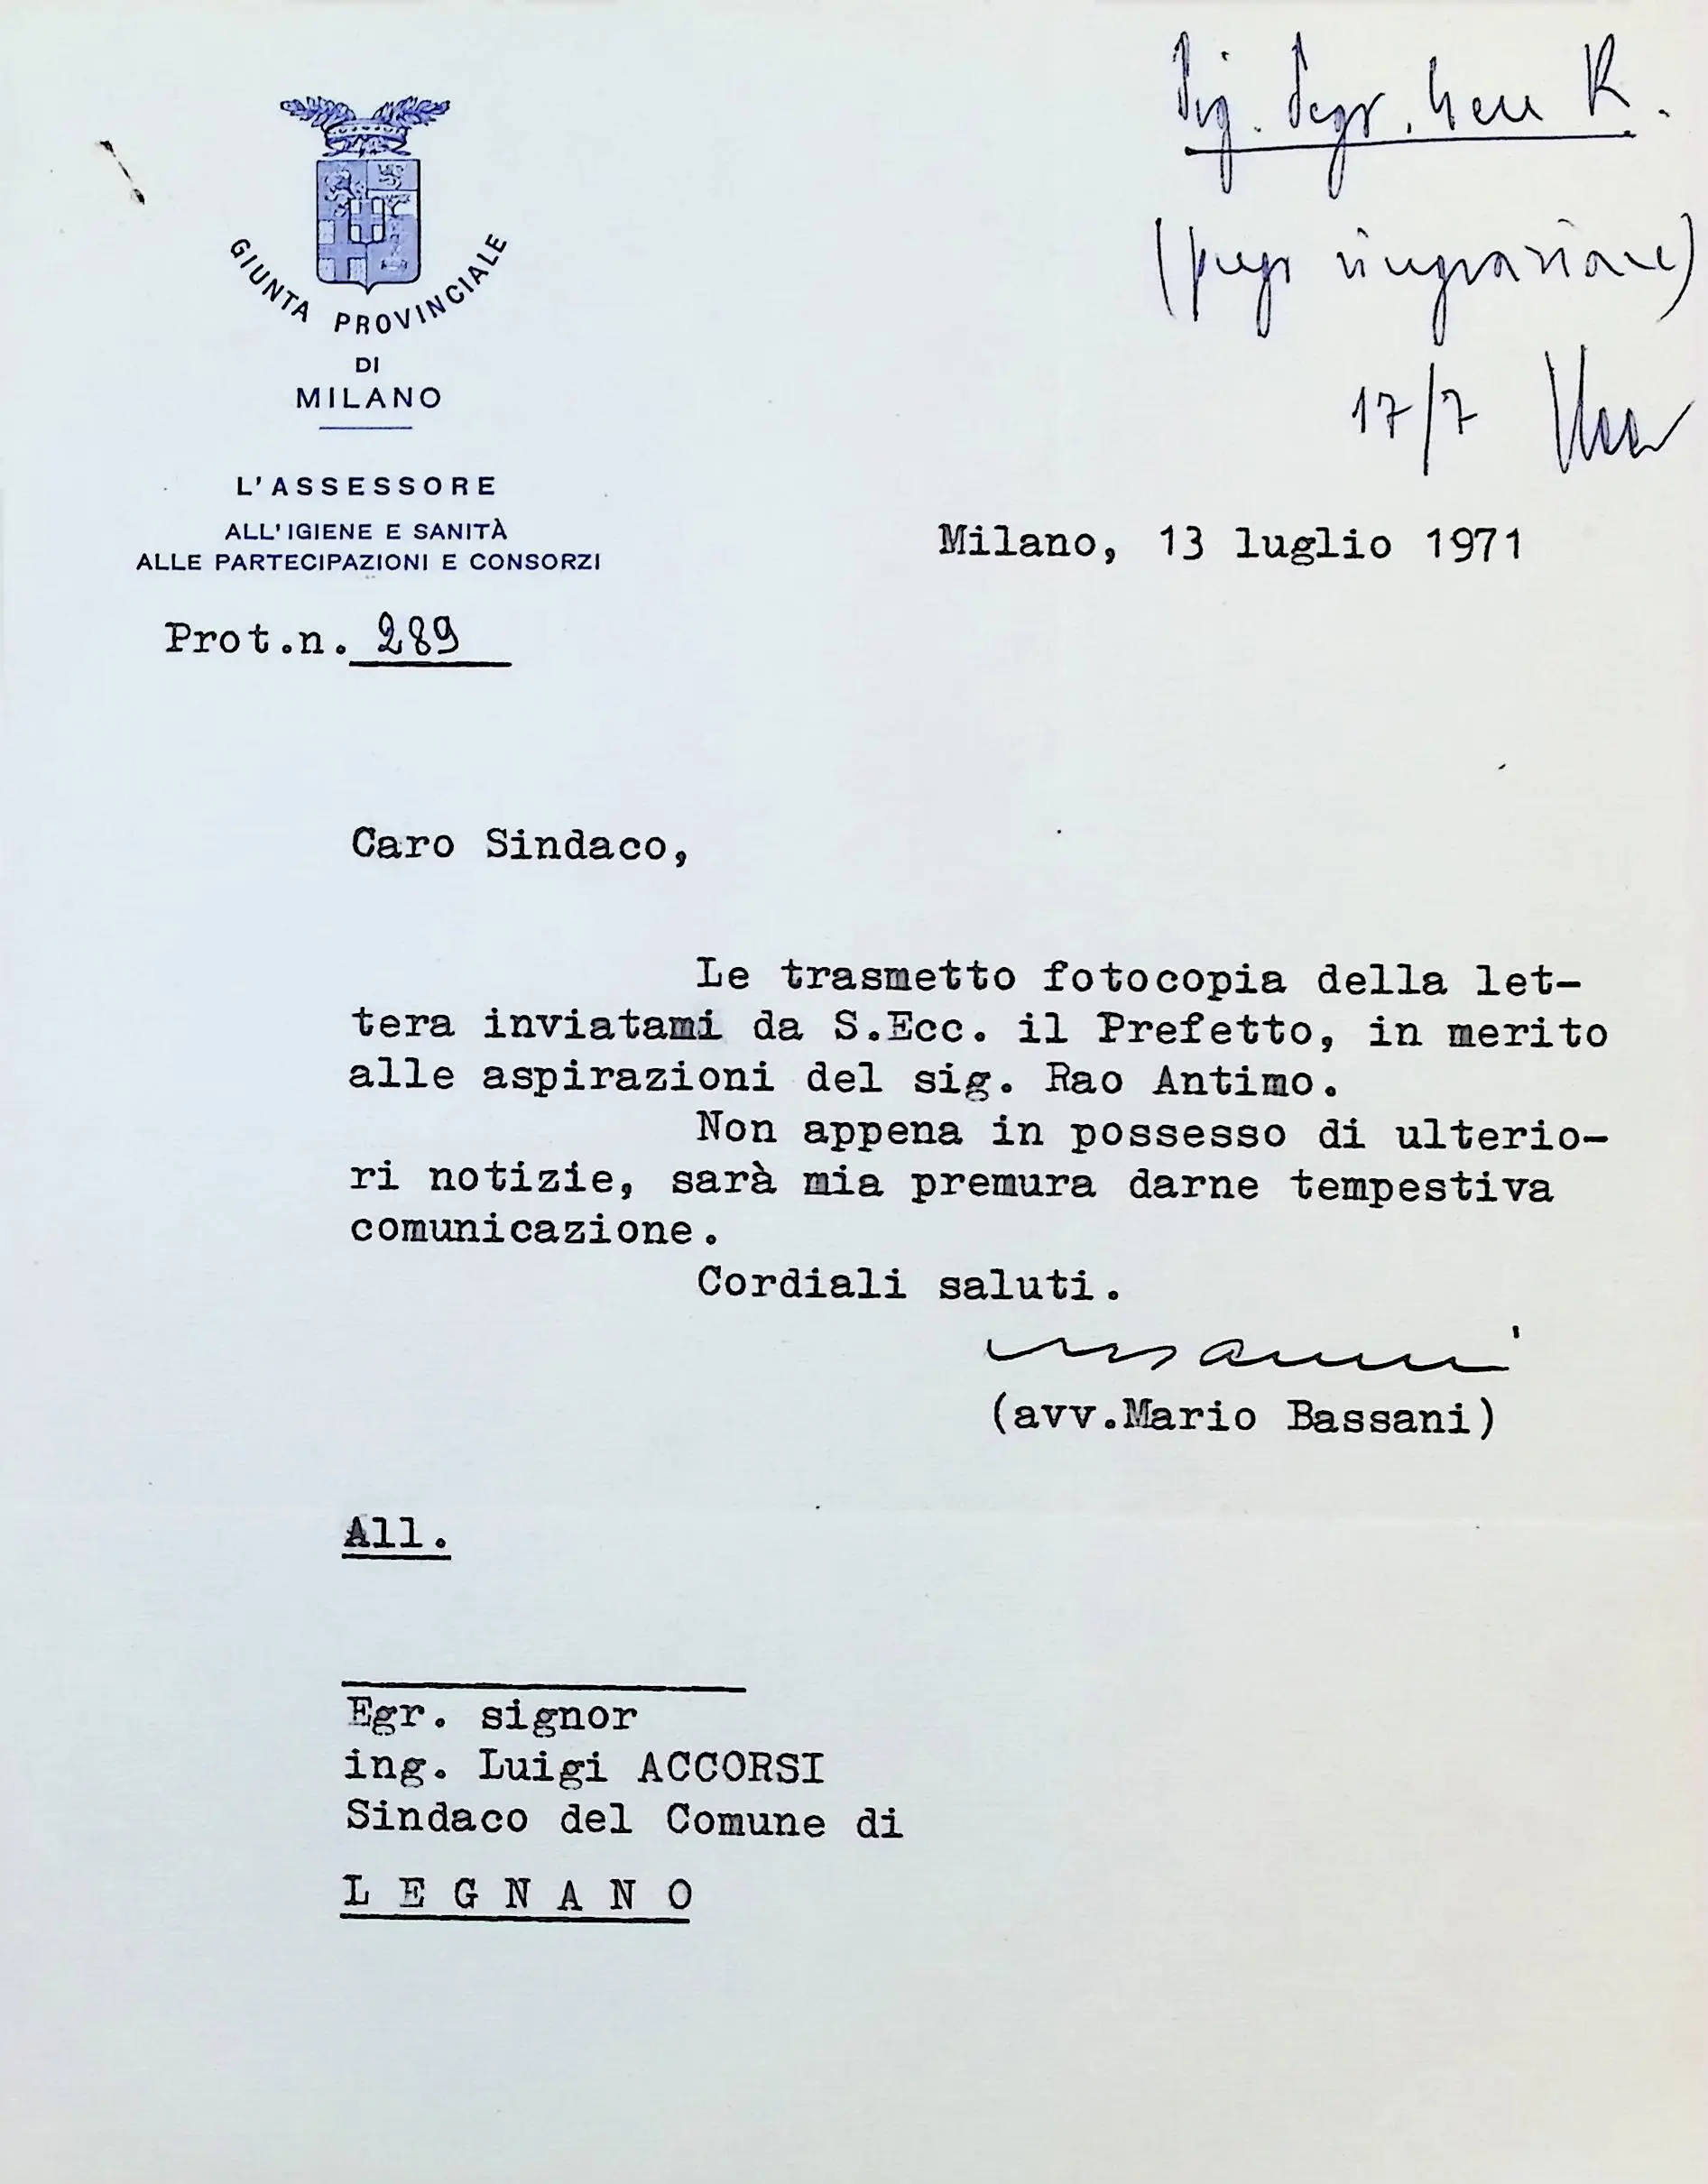 GIUNTA PROVINCIALE
DI
MILANO
L'ASSESSORE
ALL'IGIENE E SANITÀ
ALLE PARTECIPAZIONI E CONSORZI
Prot.n. 289
Sig. Segr. Gen. R.
17/7
Milano, 13 luglio 1971
Caro Sindaco,
Le trasmetto fotocopia della let-
tera inviatami da S.Ecc. il Prefetto, in merito
alle aspirazioni del sig. Rao Antimo.
Non appena in possesso di ulterio-
ri notizie, sarà mia premura darne tempestiva
comunicazione.
Cordiali saluti.
(avv.Mario Bassani)
All.
Egr. signor
ing. Luigi ACCORSI
Sindaco del Comune di
L E G N A N O